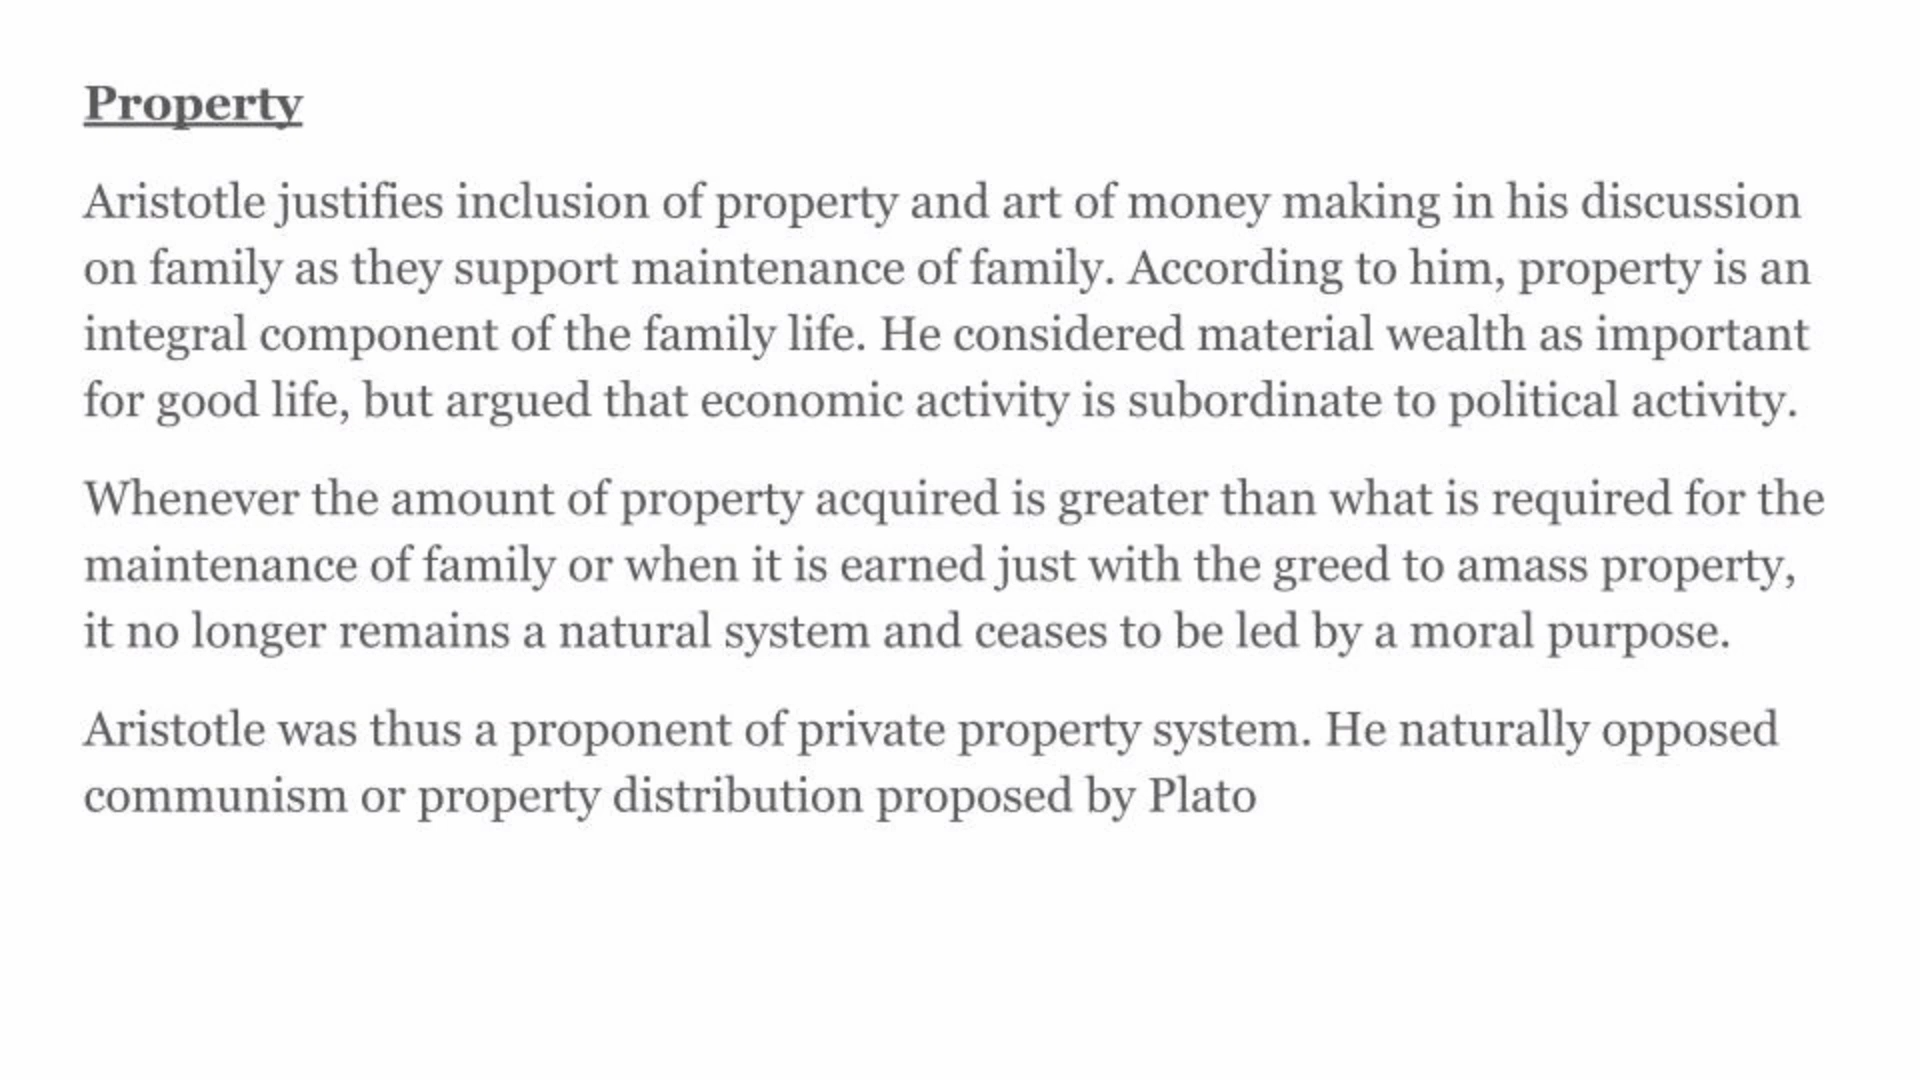 Property
Aristotle justifies inclusion of property and art of money making in his discussion
on family as they support maintenance of family. According to him, property is an
integral component of the family life. He considered material wealth as important
for good life, but argued that economic activity is subordinate to political activity.
Whenever the amount of property acquired is greater than what is required for the
maintenance of family or when it is earned just with the greed to amass property,
it no longer remains a natural system and ceases to be led by a moral purpose.
Aristotle was thus a proponent of private property system. He naturally opposed
communism or property distribution proposed by Plato